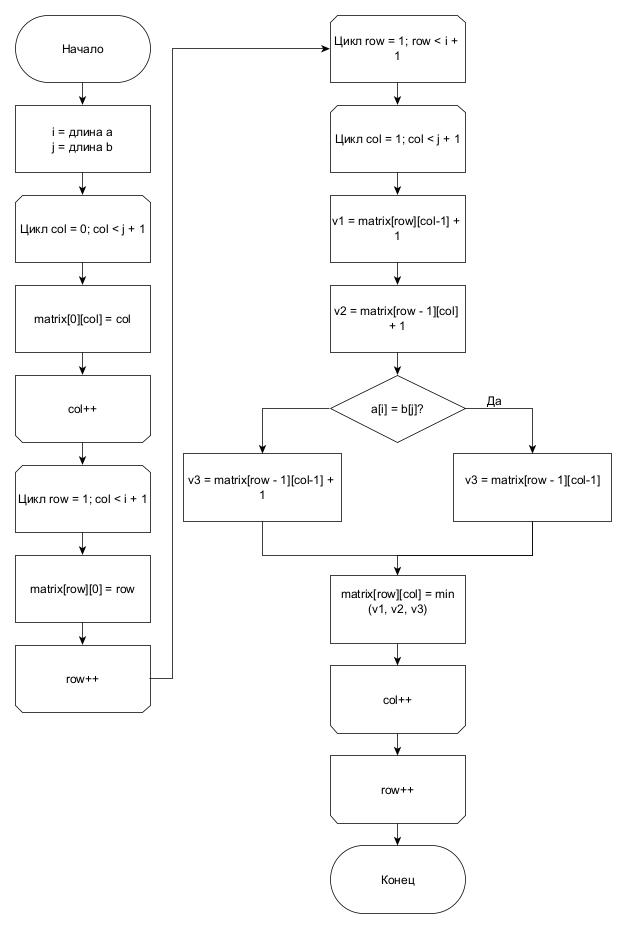 Начало
i = длина a
j = длина b
Цикл col = 0; col < j + 1
matrix[0][col] = col
col++
Цикл row = 1; col < i + 1
matrix[row][0] = row
row++
Цикл row = 1; row < i +
1
Цикл col = 1; col < j + 1
v1 = matrix[row][col-1] +
1
v2 = matrix[row - 1][col]
+ 1
a[i] = b[j]?
Да
v3 = matrix[row - 1][col-1] +
1
v3 = matrix[row - 1][col-1]
matrix[row][col] = min
(v1, v2, v3)
col++
row++
Конец